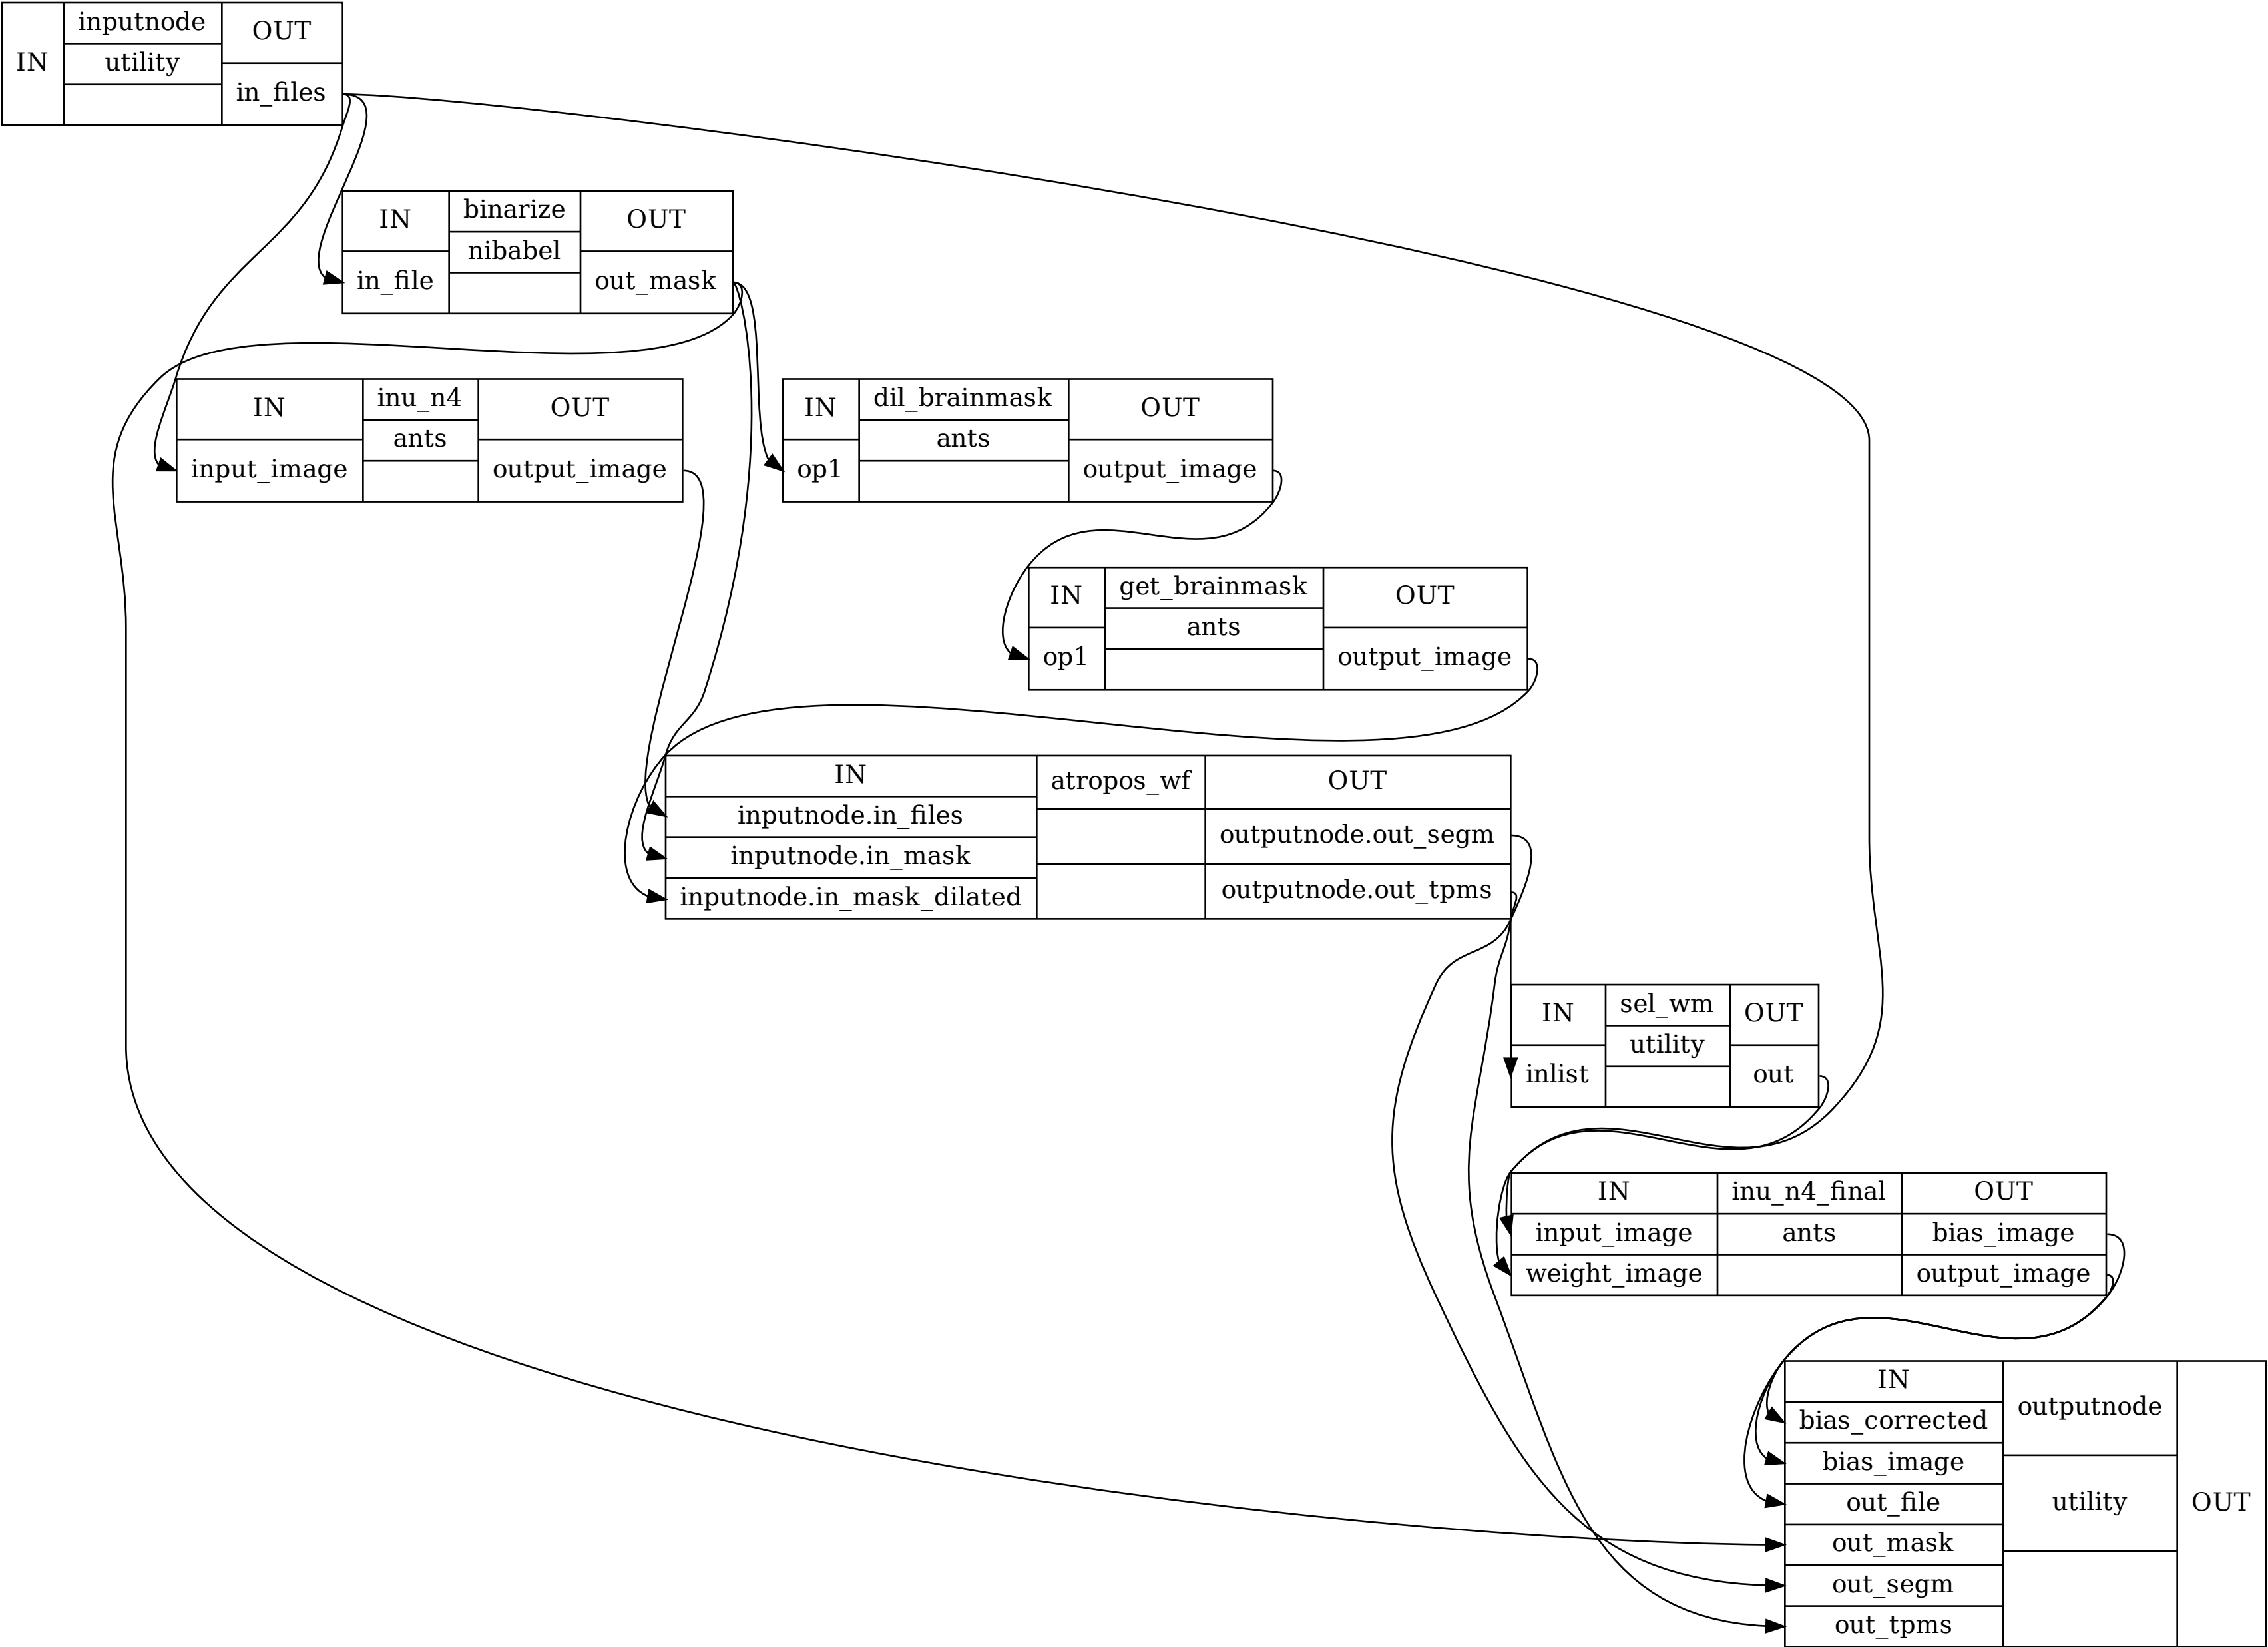 IN
inputnode
utility
OUT
in_files
IN
in_file
binarize
nibabel
OUT
out_mask
IN
input_image
inu_n4
ants
OUT
output_image
IN
op1
dil_brainmask
ants
OUT
output_image
IN
op1
get_brainmask
ants
OUT
output_image
IN
inputnode.in_files
inputnode.in_mask
inputnode.in_mask_dilated
atropos_wf
OUT
outputnode.out_segm
outputnode.out_tpms
IN
inlist
sel_wm
utility
OUT
out
IN
input_image
weight_image
inu_n4_final
ants
OUT
bias_image
output_image
IN
bias_corrected
bias_image
out_file
out_mask
out_segm
out_tpms
outputnode
utility
OUT